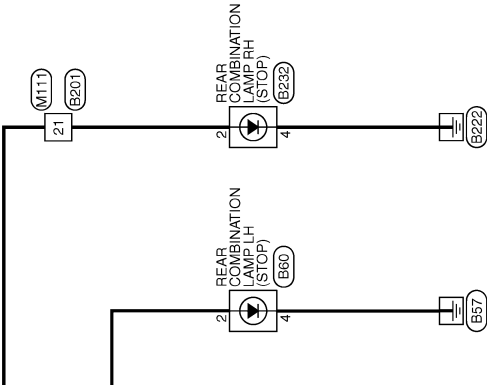 M111
B201
21
REAR
COMBINATION
LAMP RH
(STOP)
B232
2
4
B222
REAR
COMBINATION
LAMP LH
(STOP)
B60
2
4
B57